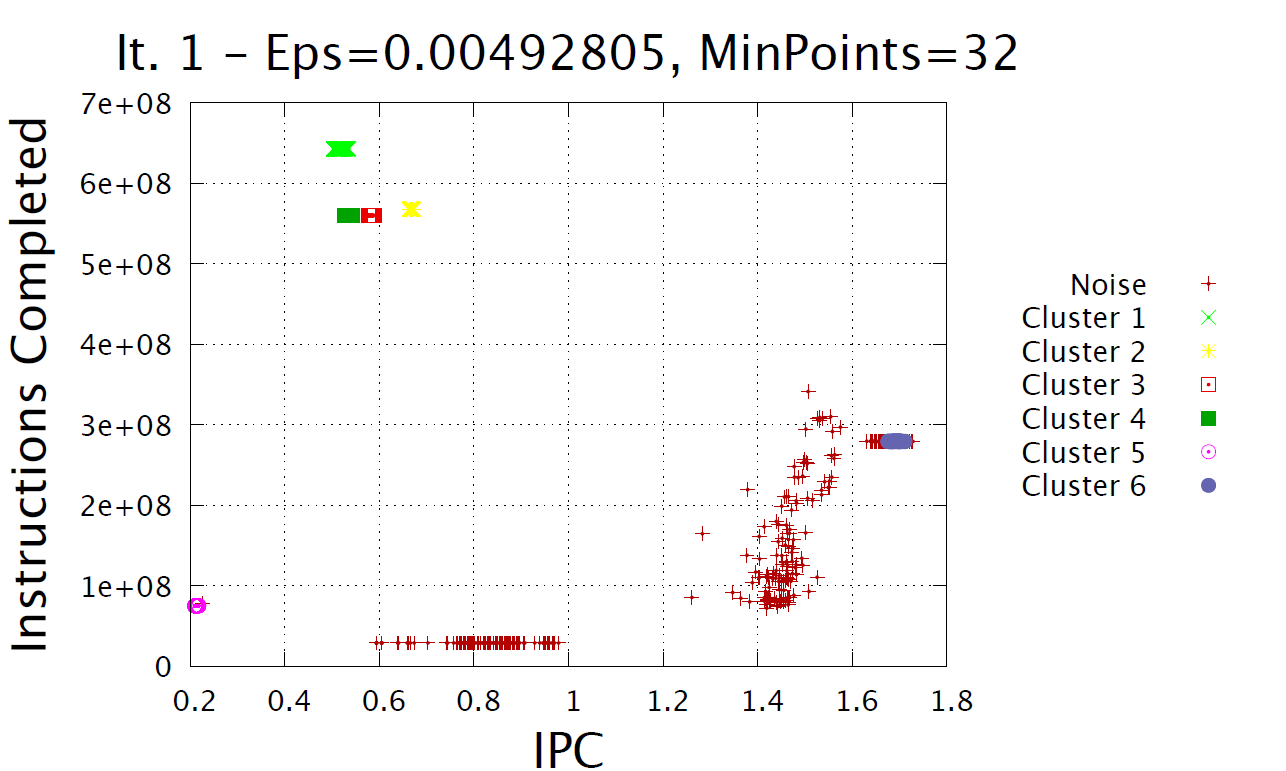 It. 1 – Eps=0.00492805, MinPoints=32
Instructions Completed
7e+08
6e+08
5e+08
4e+08
3e+08
2e+08
1e+08
0
0.2 0.4 0.6 0.8 1 1.2 1.4 1.6 1.8
IPC
Noise
Cluster 1
Cluster 2
Cluster 3
Cluster 4
Cluster 5
Cluster 6